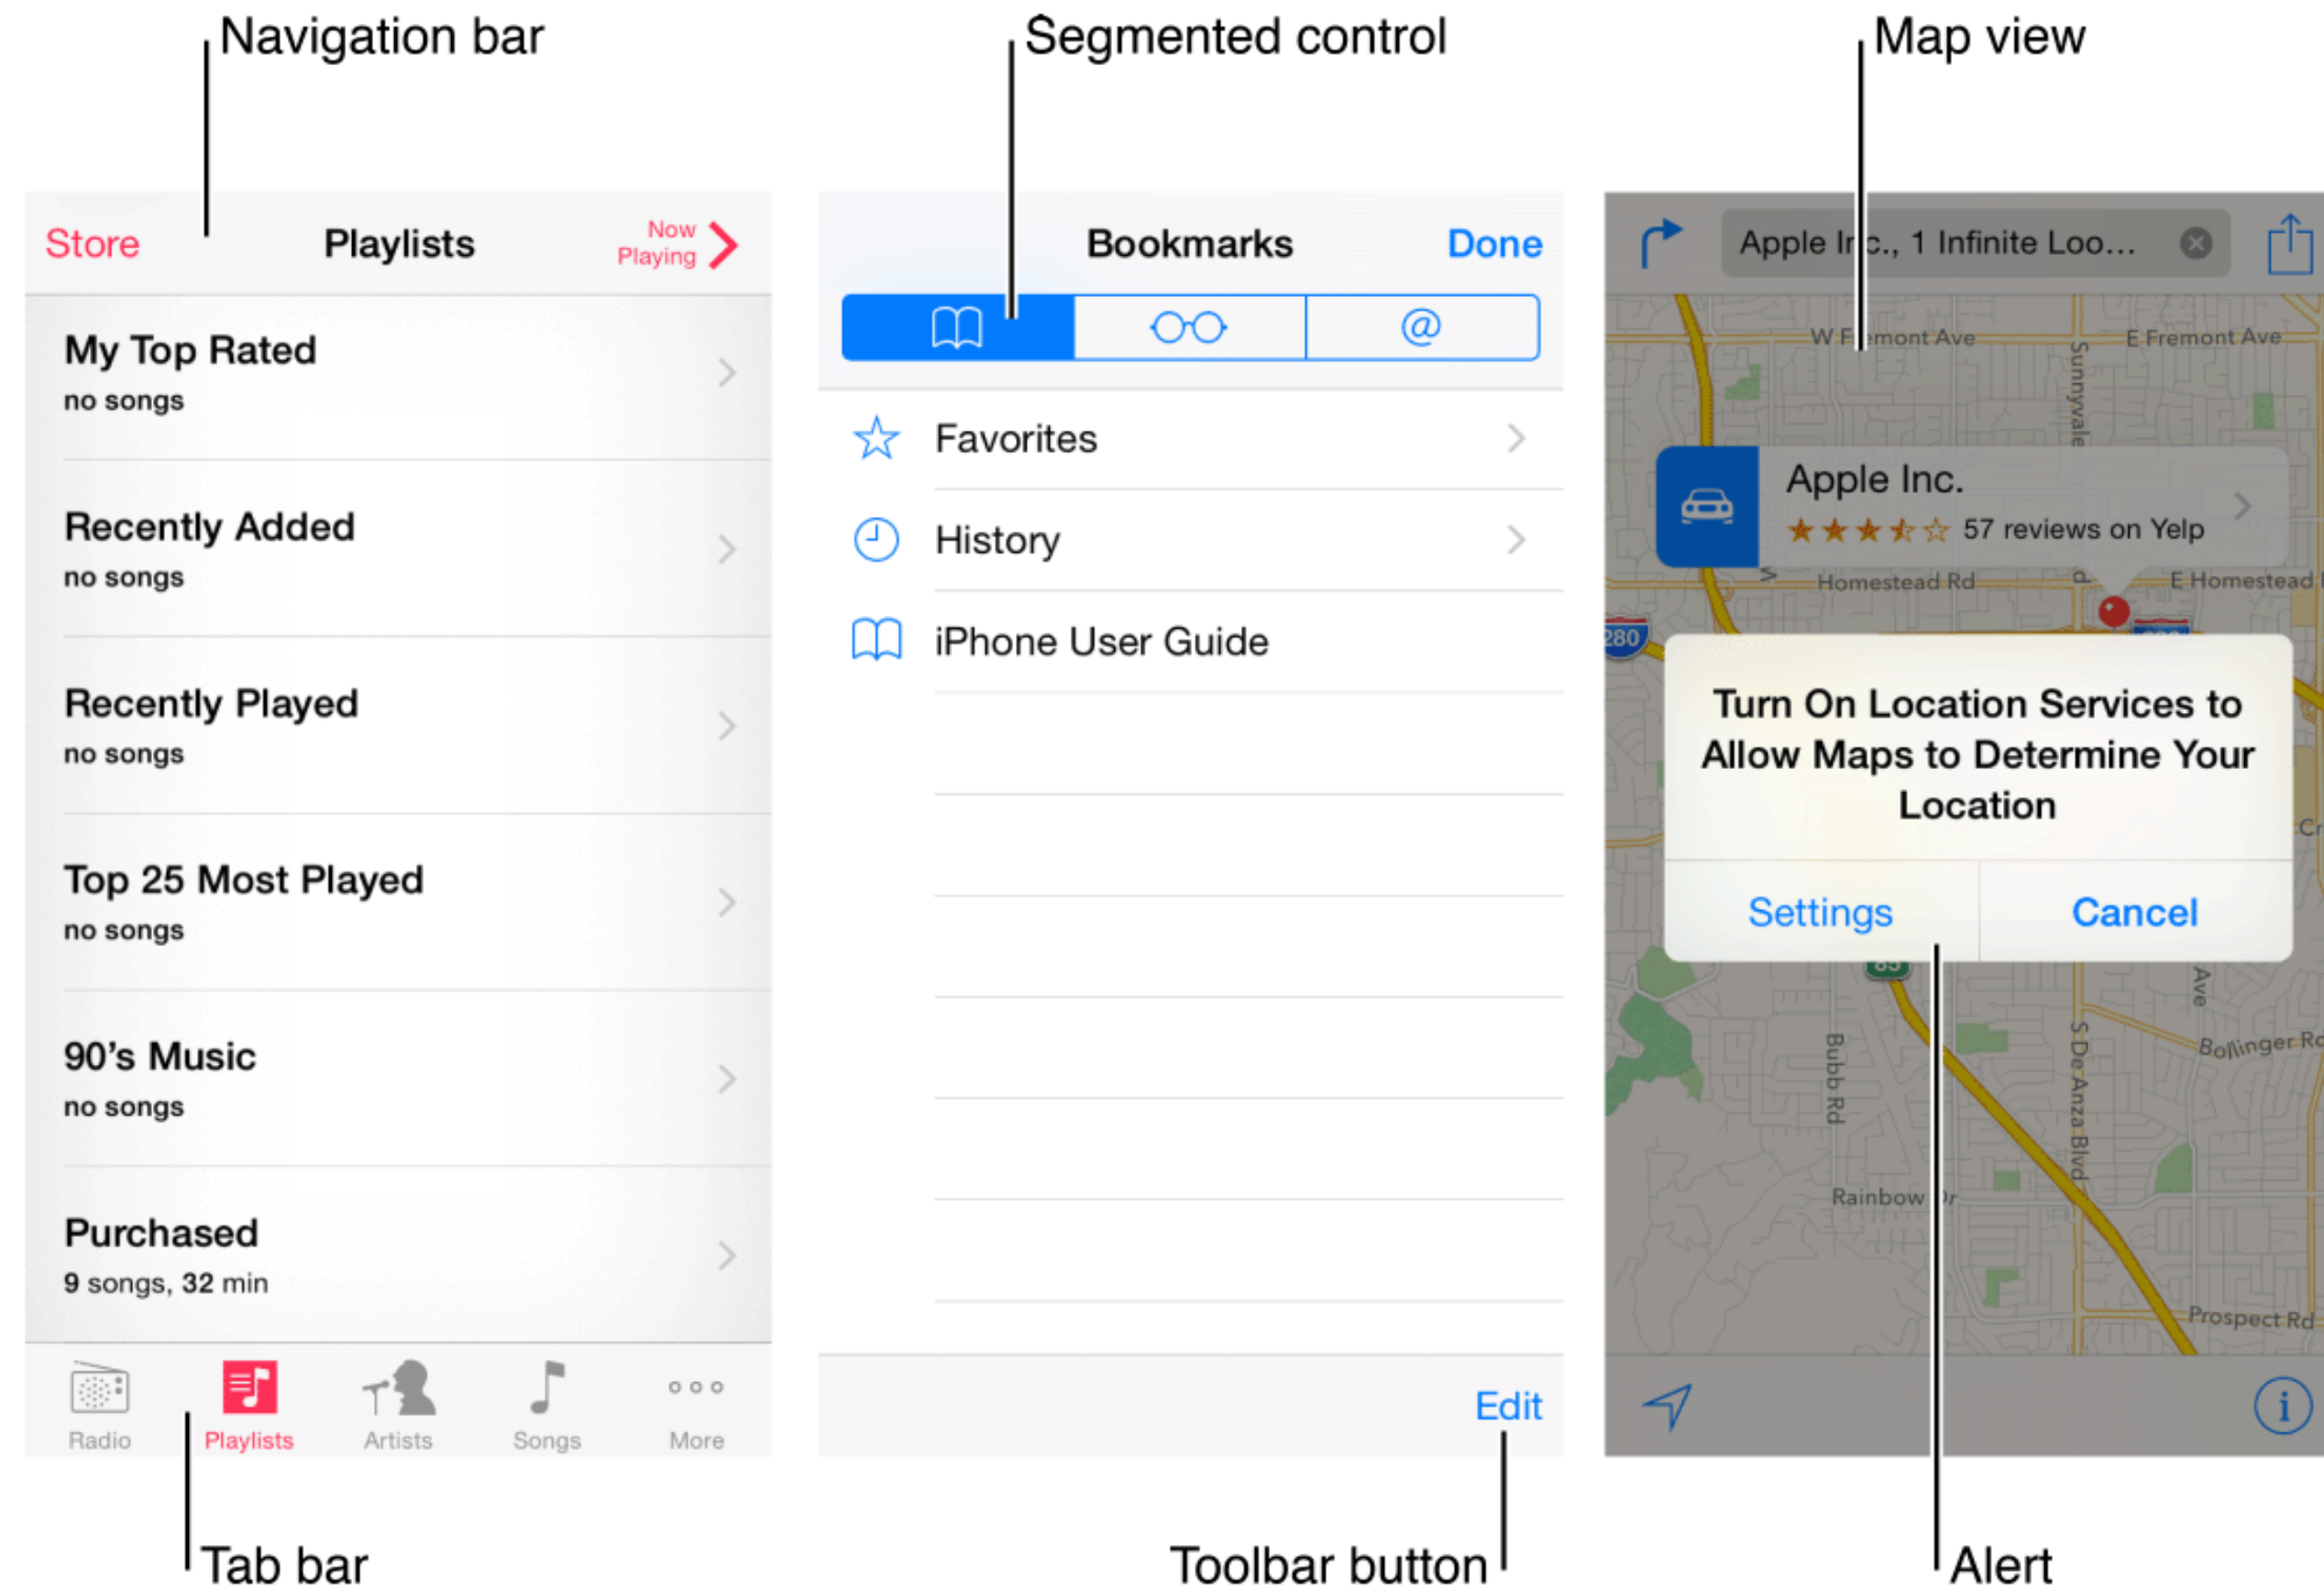 Navigation bar
Segmented control
Map view
Store
Playlists
Now
Playing
My Top Rated
no songs
Recently Added
no songs
Recently Played
no songs
Top 25 Most Played
no songs
90’s Music
no songs
Purchased
9 songs, 32 min
Radio
Playlists
Artists
Songs
More
Tab bar
Bookmarks
Done
@
Favorites
History
iPhone User Guide
Edit
Toolbar button
Apple Inc., 1 Infinite Loo...
W Fremont Ave
E Fremont Ave
Sunnyvale
Apple Inc.
57 reviews on Yelp
Homestead Rd
E Homestead
280
Turn On Location Services to
Allow Maps to Determine Your
Location
Settings
Cancel
85
Ave
Bubb Rd
S De Anza Blvd
Bollinger Rd
Rainbow Dr
Prospect Rd
i
Alert